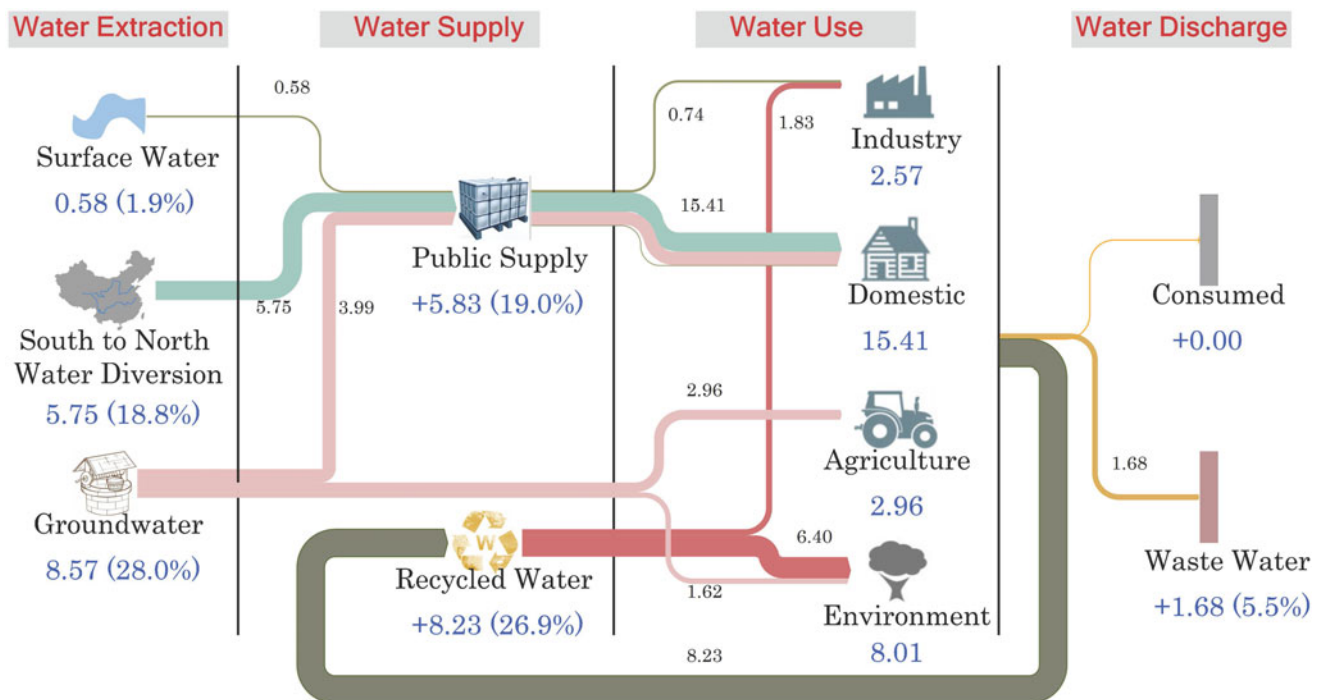 Water Extraction
Water Supply
Water Use
Water Discharge
0.58
0.74
1.83
Surface Water
0.58 (1.9%)
Industry
2.57
15.41
Public Supply
+5.83 (19.0%)
Domestic
15.41
Consumed
+0.00
5.75
3.99
South to North
Water Diversion
5.75 (18.8%)
2.96
Agriculture
2.96
1.68
Groundwater
8.57 (28.0%)
W
Recycled Water
+8.23 (26.9%)
6.40
1.62
Environment
8.01
Waste Water
+1.68 (5.5%)
8.23